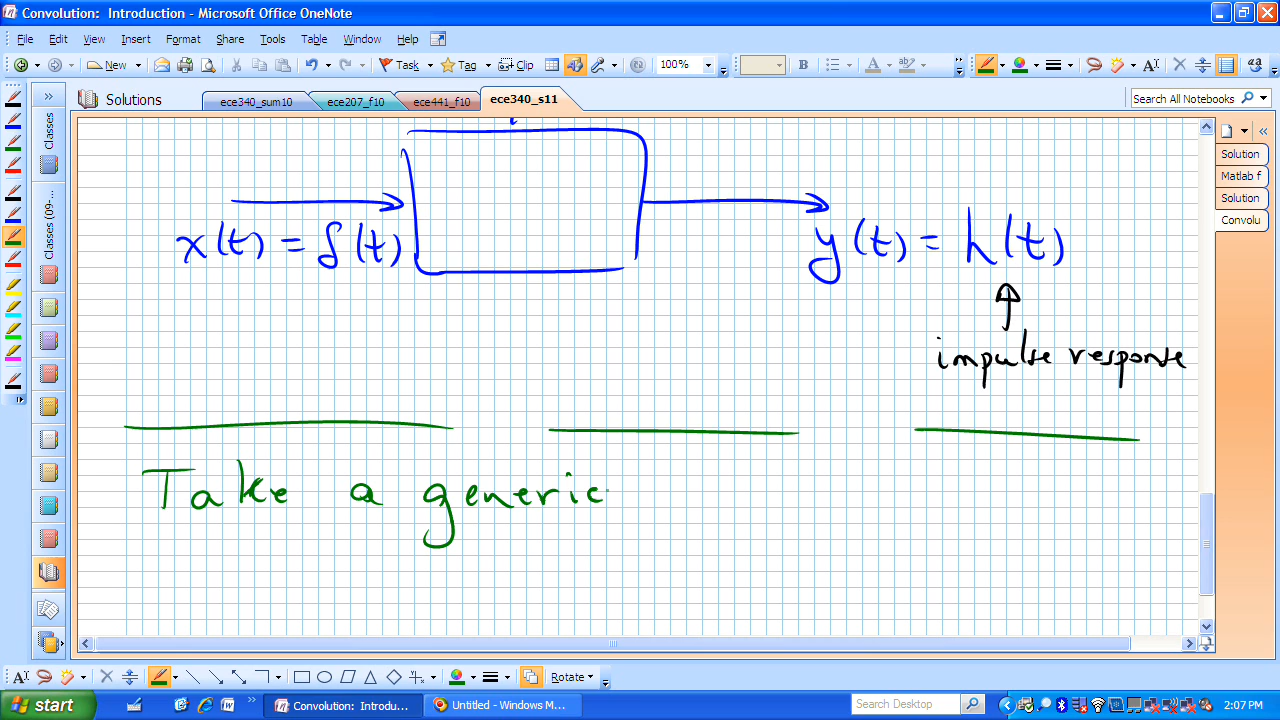 Convolution: Introduction - Microsoft Office OneNote
File Edit View Insert Format Share Tools Table Window Help
New Task Tag Clip 100% B A ab
Solutions ece340_sum10 ece207_f10 ece441_f10 ece340_s11 Search All Notebooks
Classes
Classes (09-...
Solution
Matlab f
Solution
Convolu
x(t) = δ(t) y(t) = h(t)
impulse response
Take a generic
A Rotate
start Convolution: Introdu... Untitled - Windows M... Search Desktop 2:07 PM